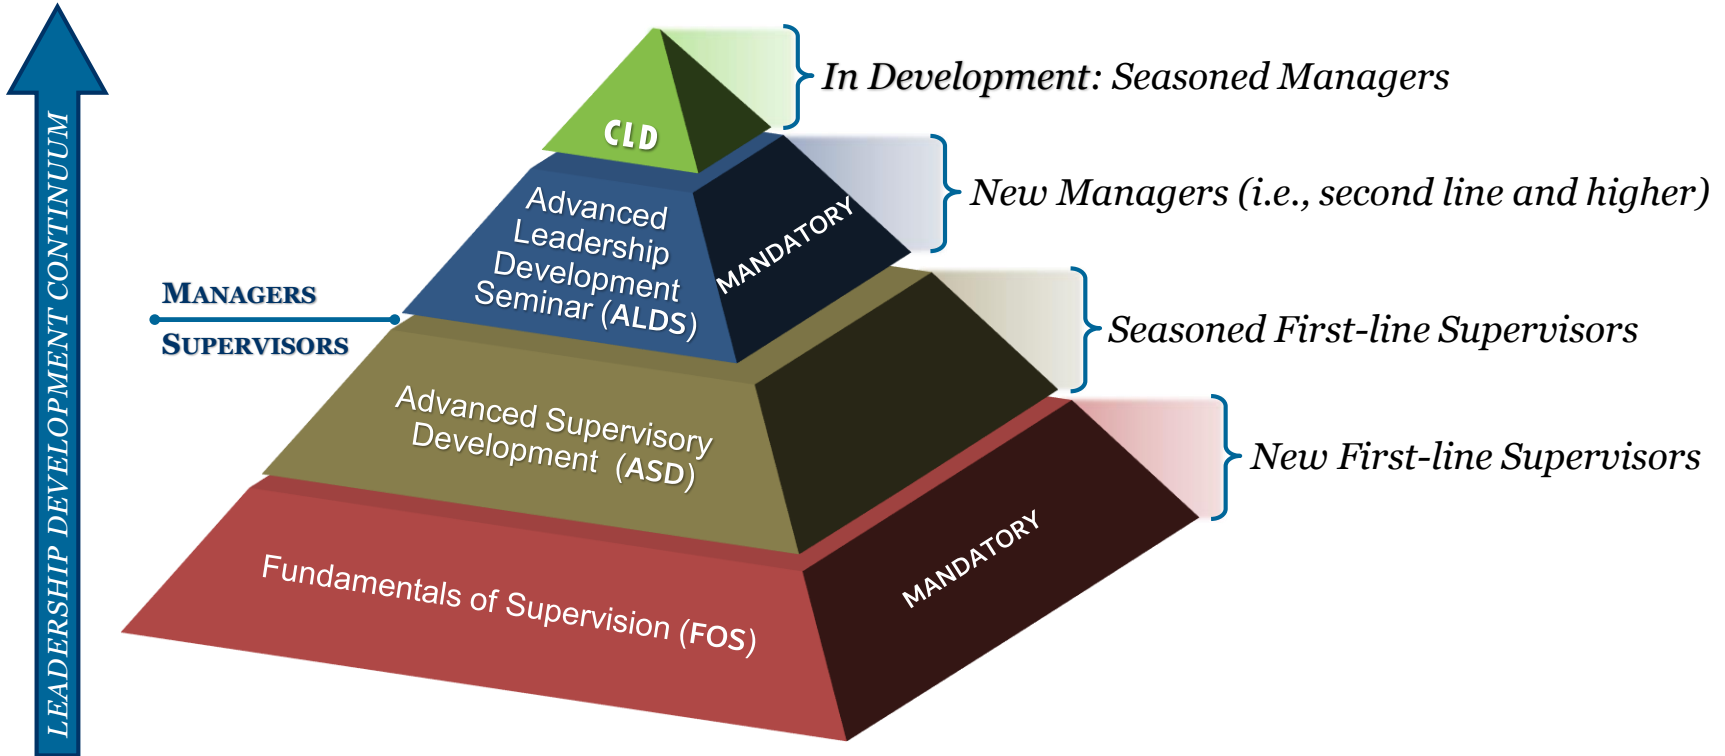 LEADERSHIP DEVELOPMENT CONTINUUM
In Development: Seasoned Managers
CLD
New Managers (i.e., second line and higher)
Advanced
Leadership
Development
Seminar (ALDS)
MANDATORY
MANAGERS
SUPERVISORS
Seasoned First-line Supervisors
Advanced Supervisory
Development (ASD)
New First-line Supervisors
Fundamentals of Supervision (FOS)
MANDATORY